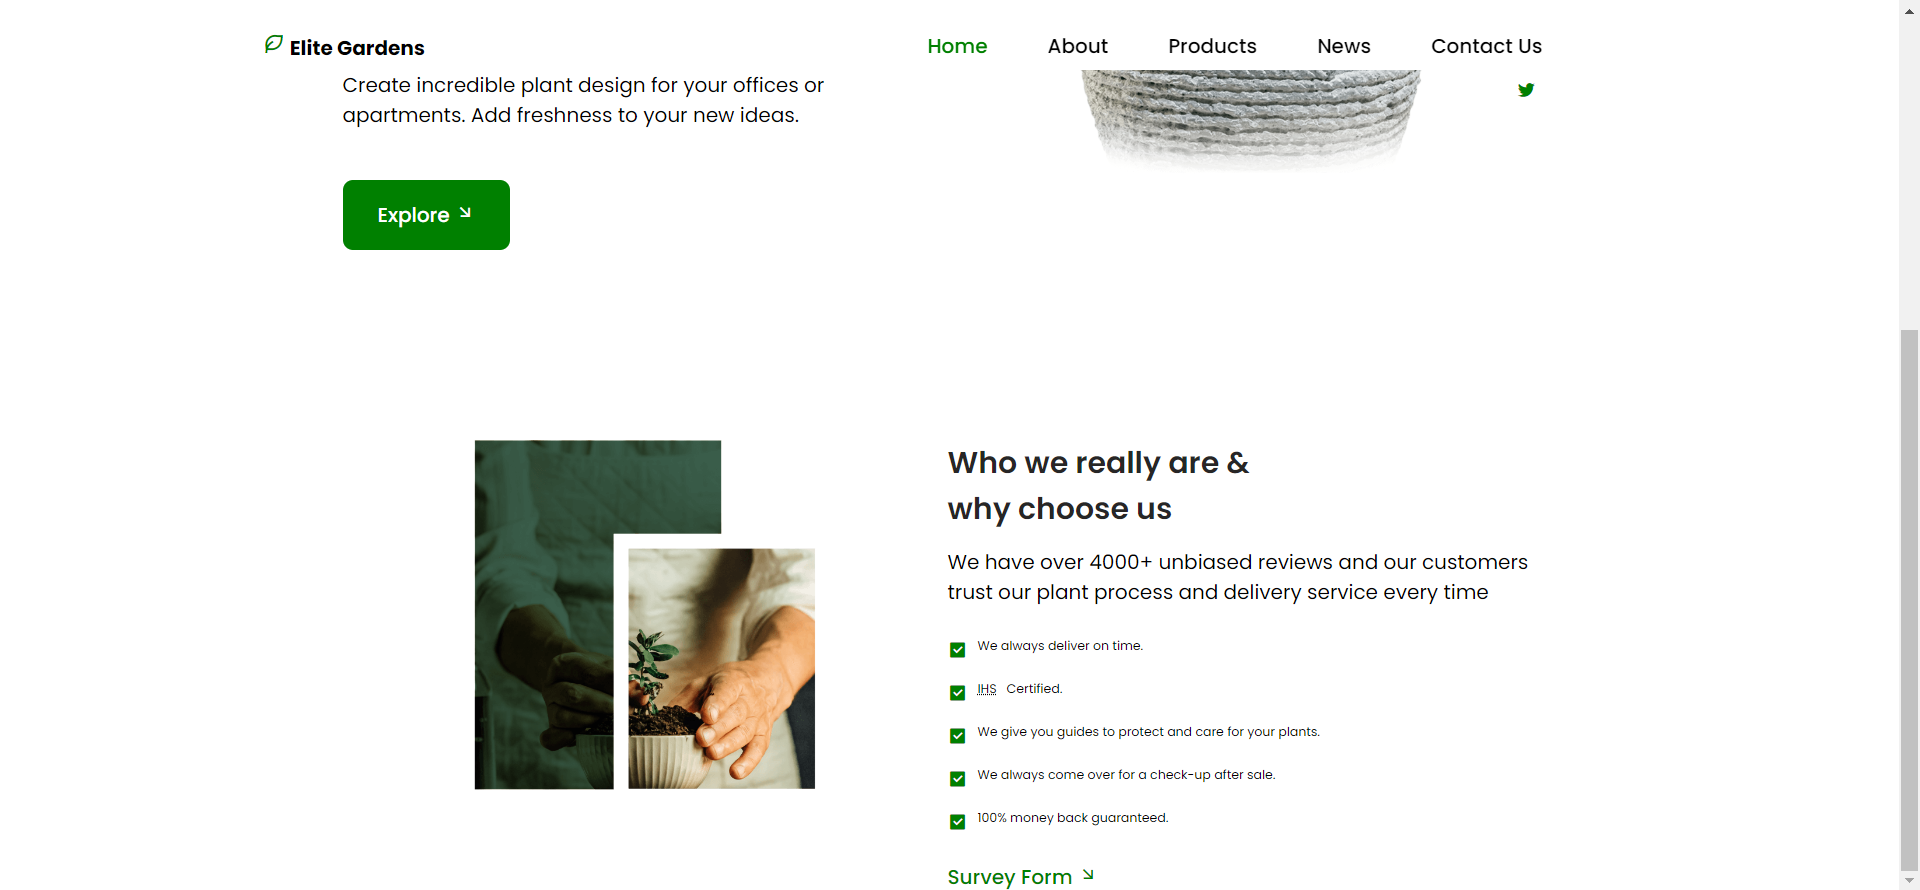 Elite Gardens
Home
About
Products
News
Contact Us
Create incredible plant design for your offices or
apartments. Add freshness to your new ideas.
Explore
Who we really are &
why choose us
We have over 4000+ unbiased reviews and our customers
trust our plant process and delivery service every time
We always deliver on time.
IHS Certified.
We give you guides to protect and care for your plants.
We always come over for a check-up after sale.
100% money back guaranteed.
Survey Form